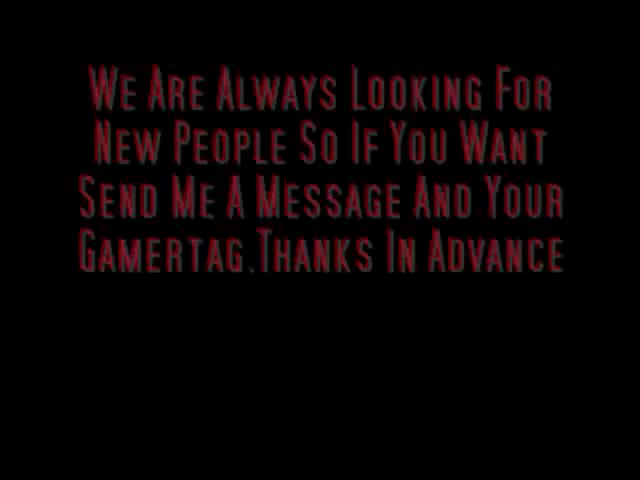 We Are Always Looking For
New People So If You Want
Send Me A Message And Your
Gamertag.Thanks In Advance